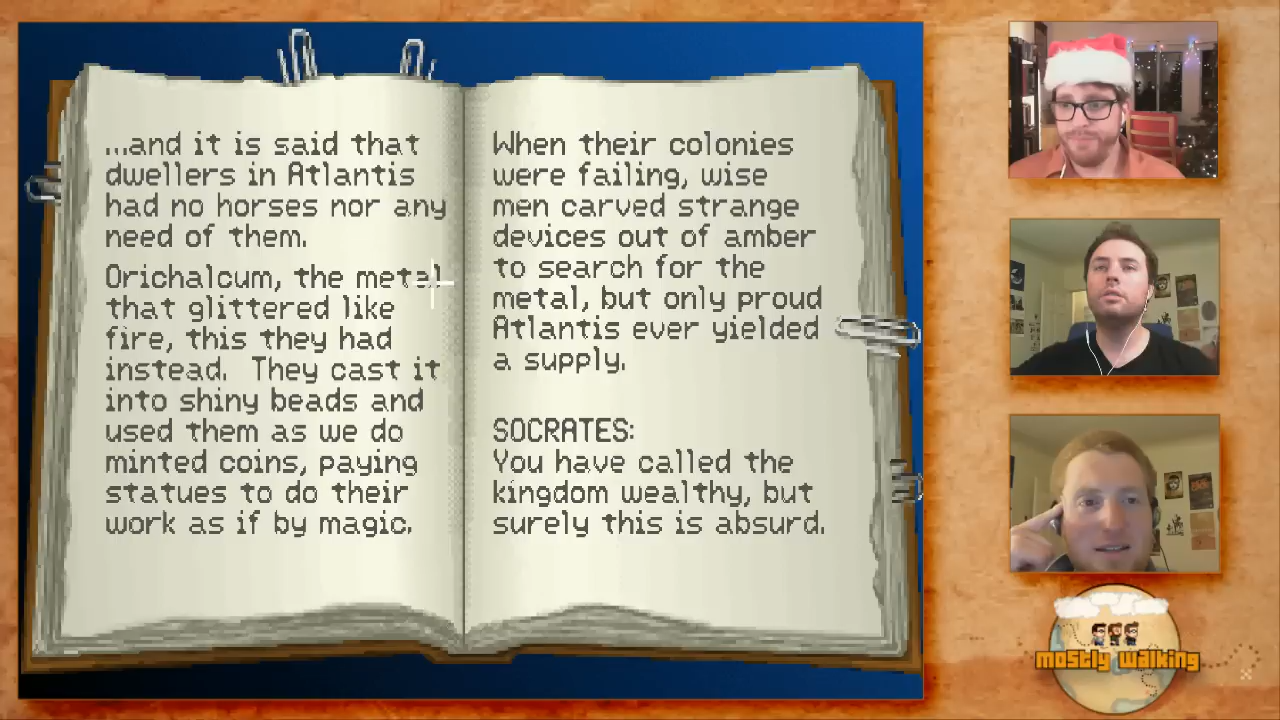 ...and it is said that
dwellers in Atlantis
had no horses nor any
need of them.
Orichalcum, the metal
that glittered like
fire, this they had
instead.  They cast it
into shiny beads and
used them as we do
minted coins, paying
statues to do their
work as if by magic.
When their colonies
were failing, wise
men carved strange
devices out of amber
to search for the
metal, but only proud
Atlantis ever yielded
a supply.
SOCRATES:
You have called the
kingdom wealthy, but
surely this is absurd.
mostly walking